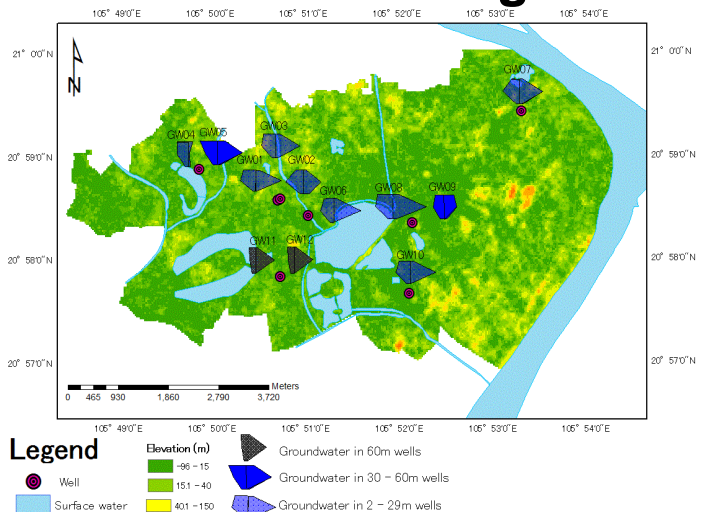 105° 49'0"E 105° 50'0"E 105° 51'0"E 105° 52'0"E 105° 53'0"E 105° 54'0"E
21° 0'0"N 21° 0'0"N
N
GW07
GW04 GW05 GW03
20° 59'0"N 20° 59'0"N
GW01 GW02
GW06 GW08 GW09
GW11 GW12
20° 58'0"N 20° 58'0"N
GW10
20° 57'0"N 20° 57'0"N
Meters
0 465 930 1,860 2,790 3,720
105° 49'0"E 105° 50'0"E 105° 51'0"E 105° 52'0"E 105° 53'0"E 105° 54'0"E
Legend
Well
Surface water
Elevation (m)
-96 - 15
15.1 - 40
40.1 - 150
Groundwater in 60m wells
Groundwater in 30 - 60m wells
Groundwater in 2 - 29m wells